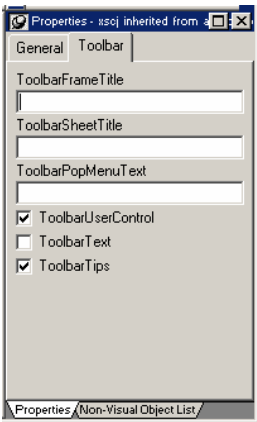 Properties - xscj inherited from a
General Toolbar
ToolbarFrameTitle
ToolbarSheetTitle
ToolbarPopMenuText
ToolbarUserControl
ToolbarText
ToolbarTips
Properties Non-Visual Object List